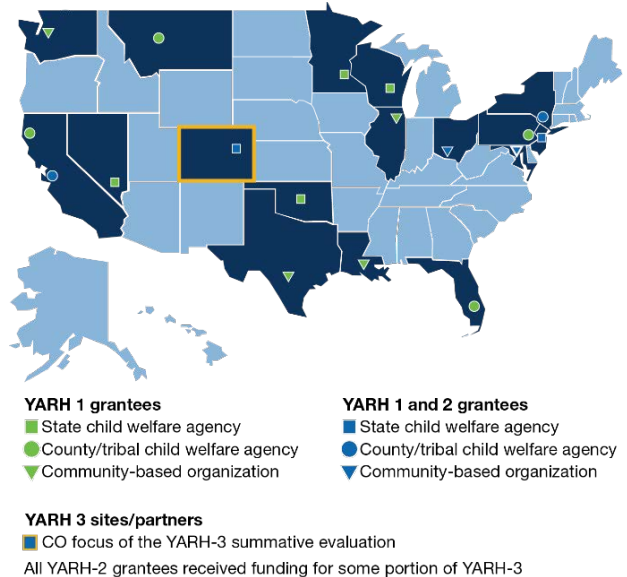 YARH 1 grantees
State child welfare agency
County/tribal child welfare agency
Community-based organization
YARH 1 and 2 grantees
State child welfare agency
County/tribal child welfare agency
Community-based organization
YARH 3 sites/partners
CO focus of the YARH-3 summative evaluation
All YARH-2 grantees received funding for some portion of YARH-3